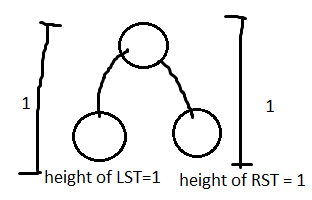 1
1
height of LST=1
height of RST = 1